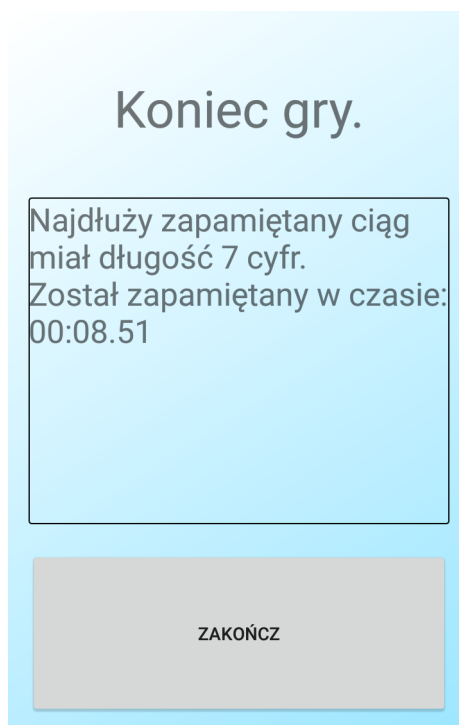 Koniec gry.
Najdłuży zapamiętany ciąg
miał długość 7 cyfr.
Został zapamiętany w czasie:
00:08.51
ZAKOŃCZ